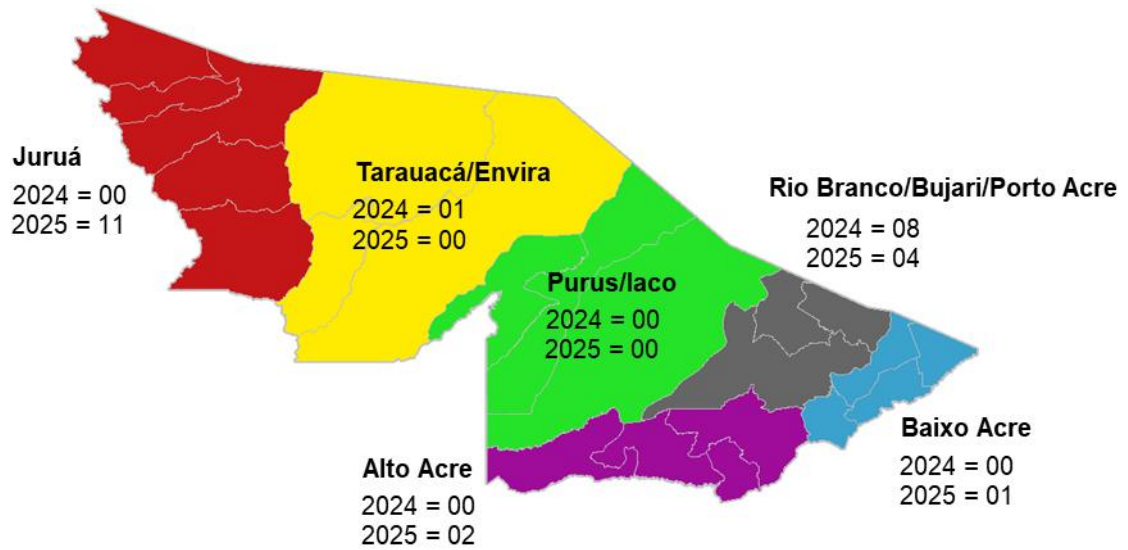 Juruá
2024 = 00
2025 = 11
Tarauacá/Envira
2024 = 01
2025 = 00
Rio Branco/Bujari/Porto Acre
2024 = 08
2025 = 04
Purus/Iaco
2024 = 00
2025 = 00
Baixo Acre
2024 = 00
2025 = 01
Alto Acre
2024 = 00
2025 = 02